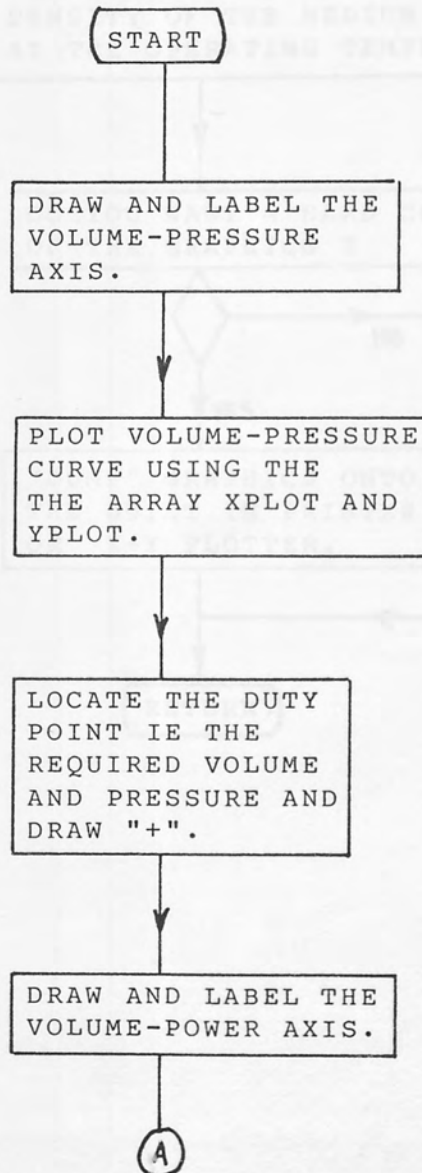 START
DRAW AND LABEL THE
VOLUME-PRESSURE
AXIS.
PLOT VOLUME-PRESSURE
CURVE USING THE
THE ARRAY XPLOT AND
YPLOT.
LOCATE THE DUTY
POINT IE THE
REQUIRED VOLUME
AND PRESSURE AND
DRAW "+".
DRAW AND LABEL THE
VOLUME-POWER AXIS.
A